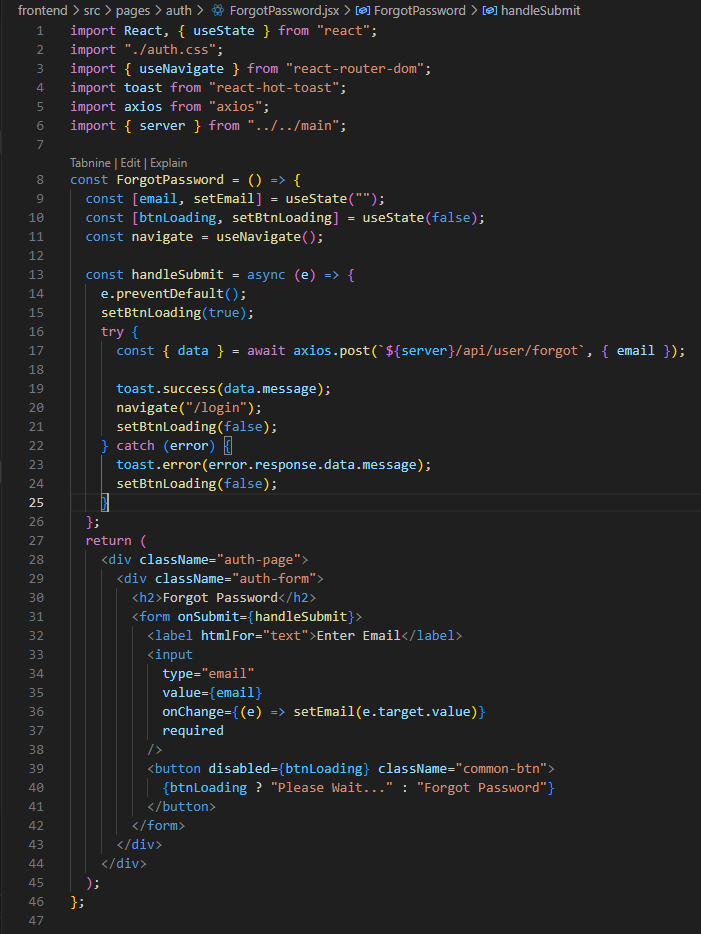 frontend > src > pages > auth > ForgotPassword.jsx > ForgotPassword > handleSubmit
1 import React, { useState } from "react";
2 import "./auth.css";
3 import { useNavigate } from "react-router-dom";
4 import toast from "react-hot-toast";
5 import axios from "axios";
6 import { server } from "../../main";
7
Tabnine | Edit | Explain
8 const ForgotPassword = () => {
9   const [email, setEmail] = useState("");
10   const [btnLoading, setBtnLoading] = useState(false);
11   const navigate = useNavigate();
12
13   const handleSubmit = async (e) => {
14     e.preventDefault();
15     setBtnLoading(true);
16     try {
17       const { data } = await axios.post(`${server}/api/user/forgot`, { email });
18
19       toast.success(data.message);
20       navigate("/login");
21       setBtnLoading(false);
22     } catch (error) {
23       toast.error(error.response.data.message);
24       setBtnLoading(false);
25     }
26   };
27   return (
28     <div className="auth-page">
29       <div className="auth-form">
30         <h2>Forgot Password</h2>
31         <form onSubmit={handleSubmit}>
32           <label htmlFor="text">Enter Email</label>
33           <input
34             type="email"
35             value={email}
36             onChange={(e) => setEmail(e.target.value)}
37             required
38           />
39           <button disabled={btnLoading} className="common-btn">
40             {btnLoading ? "Please Wait..." : "Forgot Password"}
41           </button>
42         </form>
43       </div>
44     </div>
45   );
46 };
47